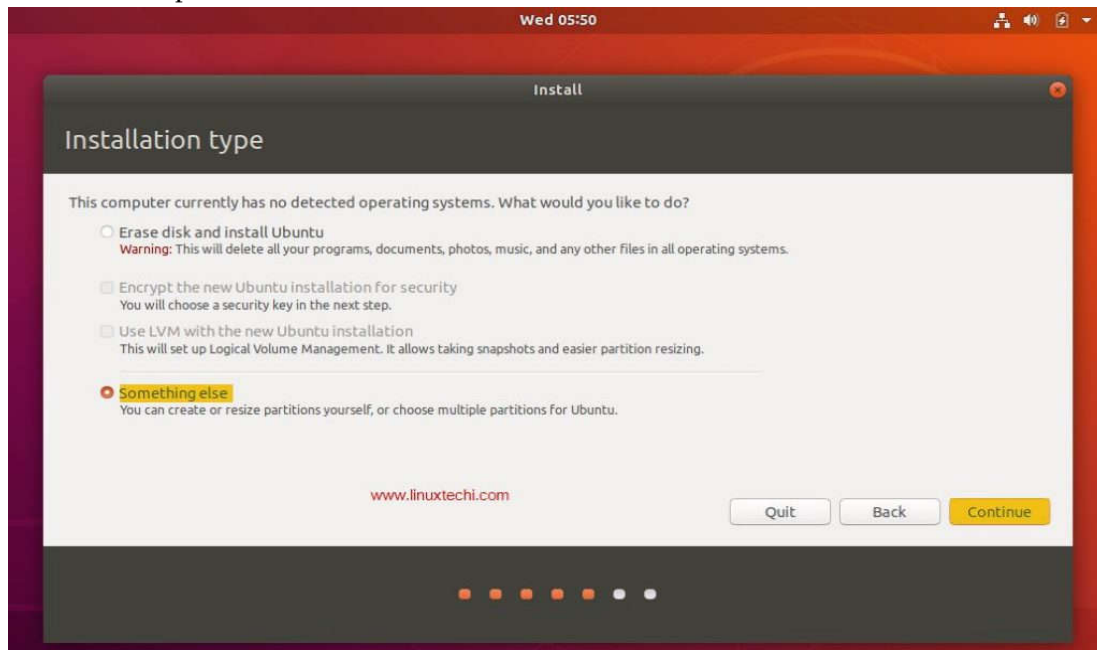 Wed 05:50
Install
Installation type
This computer currently has no detected operating systems. What would you like to do?
Erase disk and install Ubuntu
Warning: This will delete all your programs, documents, photos, music, and any other files in all operating systems.
Encrypt the new Ubuntu installation for security
You will choose a security key in the next step.
Use LVM with the new Ubuntu installation
This will set up Logical Volume Management. It allows taking snapshots and easier partition resizing.
Something else
You can create or resize partitions yourself, or choose multiple partitions for Ubuntu.
www.linuxtechi.com
Quit Back Continue